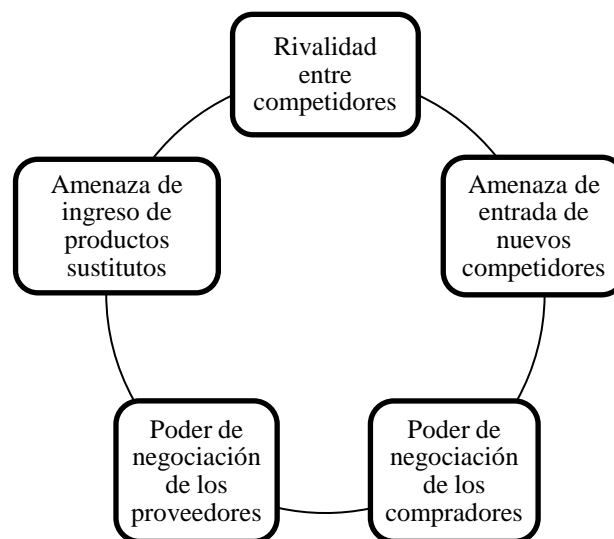 Rivalidad
entre
competidores
Amenaza de
ingreso de
productos
sustitutos
Amenaza de
entrada de
nuevos
competidores
Poder de
negociación
de los
proveedores
Poder de
negociación
de los
compradores